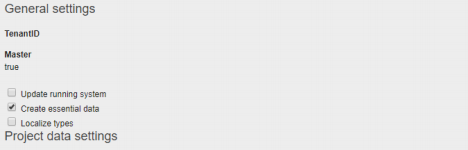 General settings
TenantID
Master
true
Update running system
Create essential data
Localize types
Project data settings